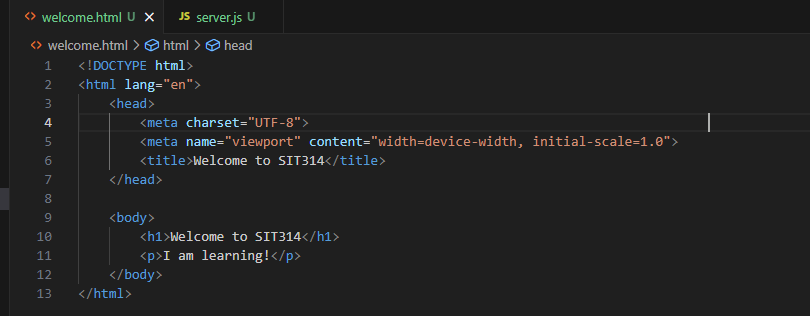 welcome.html U × JS server.js U
welcome.html > html > head
1 <!DOCTYPE html>
2 <html lang="en">
3 <head>
4 <meta charset="UTF-8">
5 <meta name="viewport" content="width=device-width, initial-scale=1.0">
6 <title>Welcome to SIT314</title>
7 </head>
8
9 <body>
10 <h1>Welcome to SIT314</h1>
11 <p>I am learning!</p>
12 </body>
13 </html>